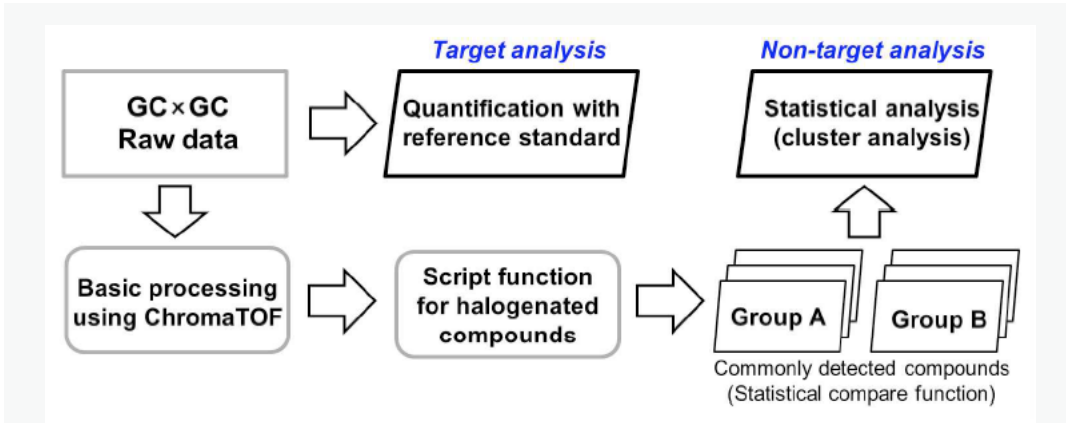 Target analysis
Non-target analysis
GC×GC
Raw data
Quantification with
reference standard
Statistical analysis
(cluster analysis)
Basic processing
using ChromaTOF
Script function
for halogenated
compounds
Group A
Group B
Commonly detected compounds
(Statistical compare function)